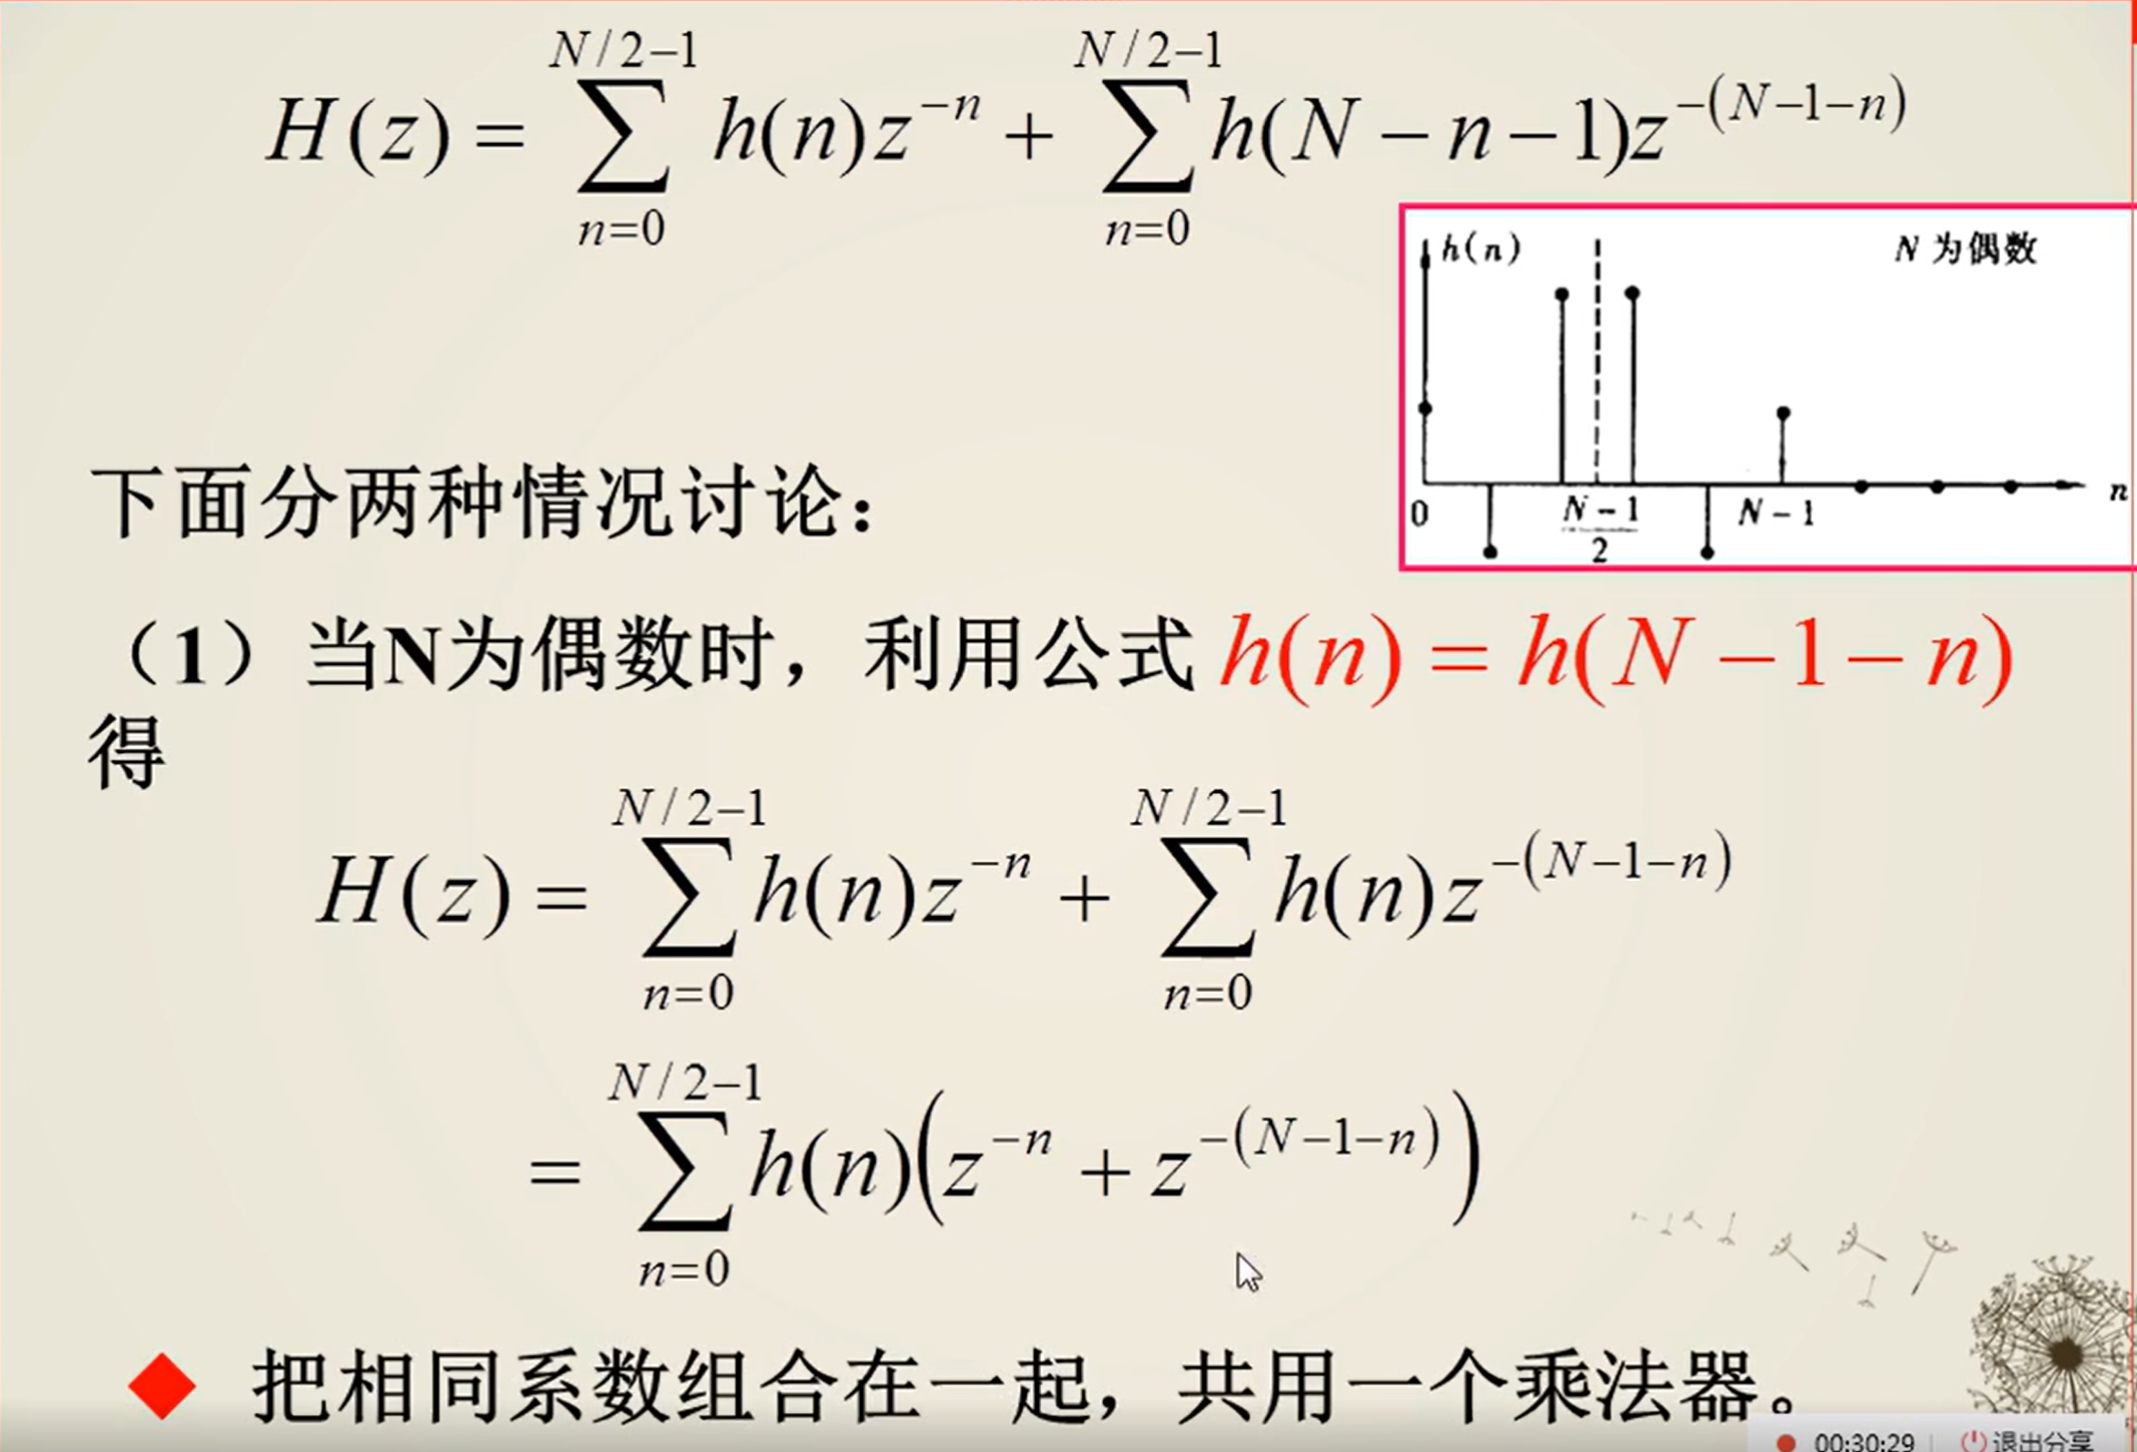 H(z) = \sum_{n=0}^{N/2-1} h(n)z^{-n} + \sum_{n=0}^{N/2-1} h(N-n-1)z^{-(N-1-n)}
h(n) N 为偶数
0 \frac{N-1}{2} N-1 n
下面分两种情况讨论：
（1）当N为偶数时，利用公式 h(n) = h(N-1-n)
得
H(z) = \sum_{n=0}^{N/2-1} h(n)z^{-n} + \sum_{n=0}^{N/2-1} h(n)z^{-(N-1-n)}
= \sum_{n=0}^{N/2-1} h(n)(z^{-n} + z^{-(N-1-n)})
把相同系数组合在一起，共用一个乘法器。
00:30:29 退出分享